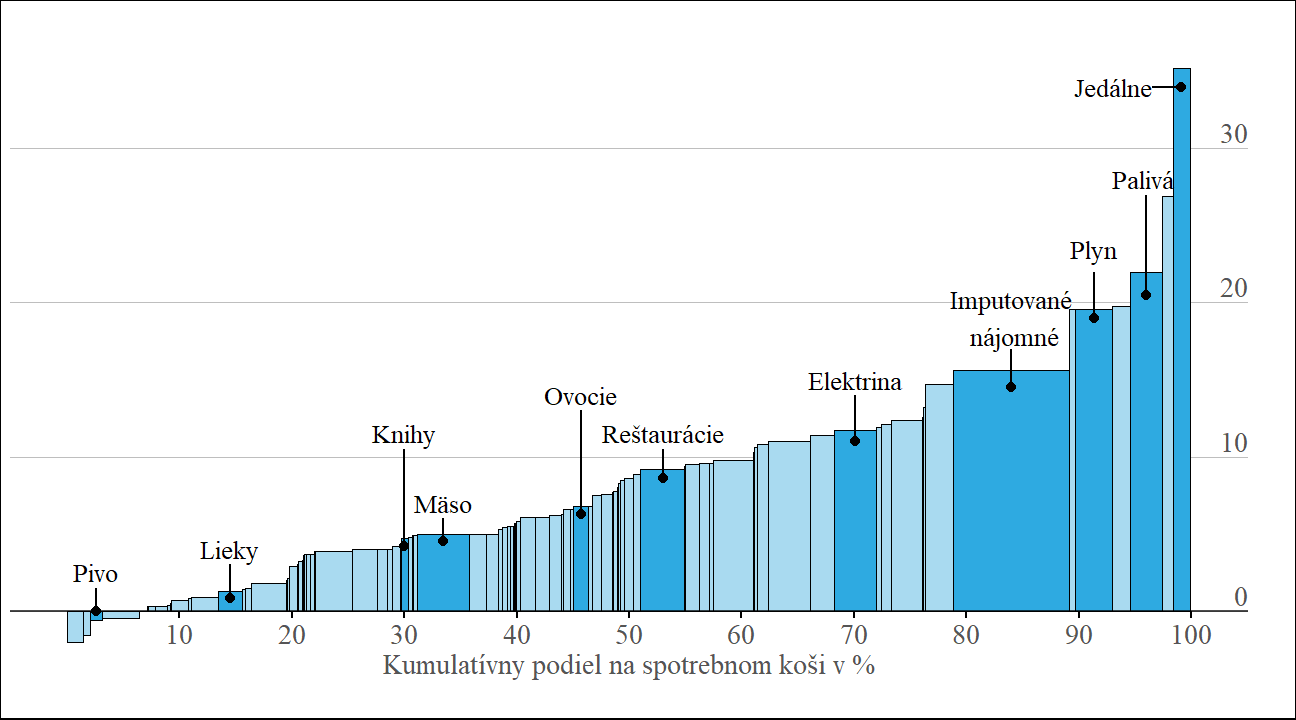 Jedálne
30
Palivá
Plyn
20
Imputované
nájomné
Elektrina
Ovocie
Knihy
Reštaurácie
10
Mäso
Lieky
Pivo
0
10 20 30 40 50 60 70 80 90 100
Kumulatívny podiel na spotrebnom koši v %